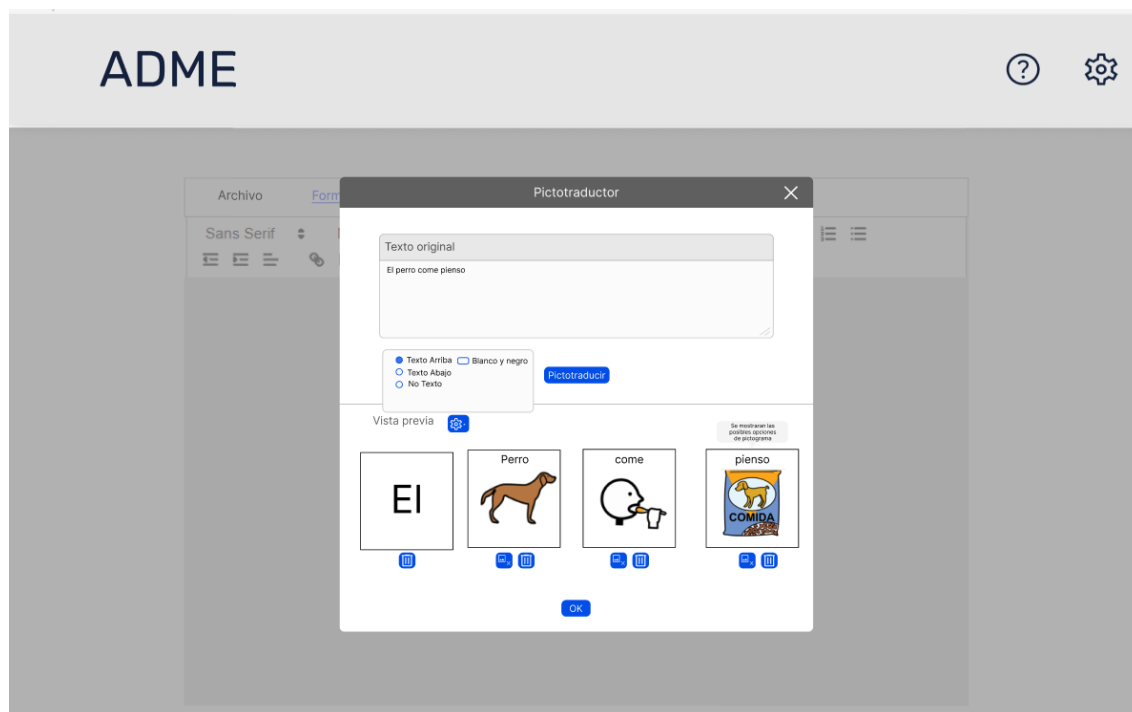 ADME
Archivo
Form
Pictotraductor
Sans Serif
Texto original
El perro come pienso
Texto Arriba Blanco y negro
Texto Abajo
No Texto
Pictotraducir
Vista previa
Se mostraran las
posibles opciones
de pictograma
El
Perro
come
pienso
COMIDA
OK